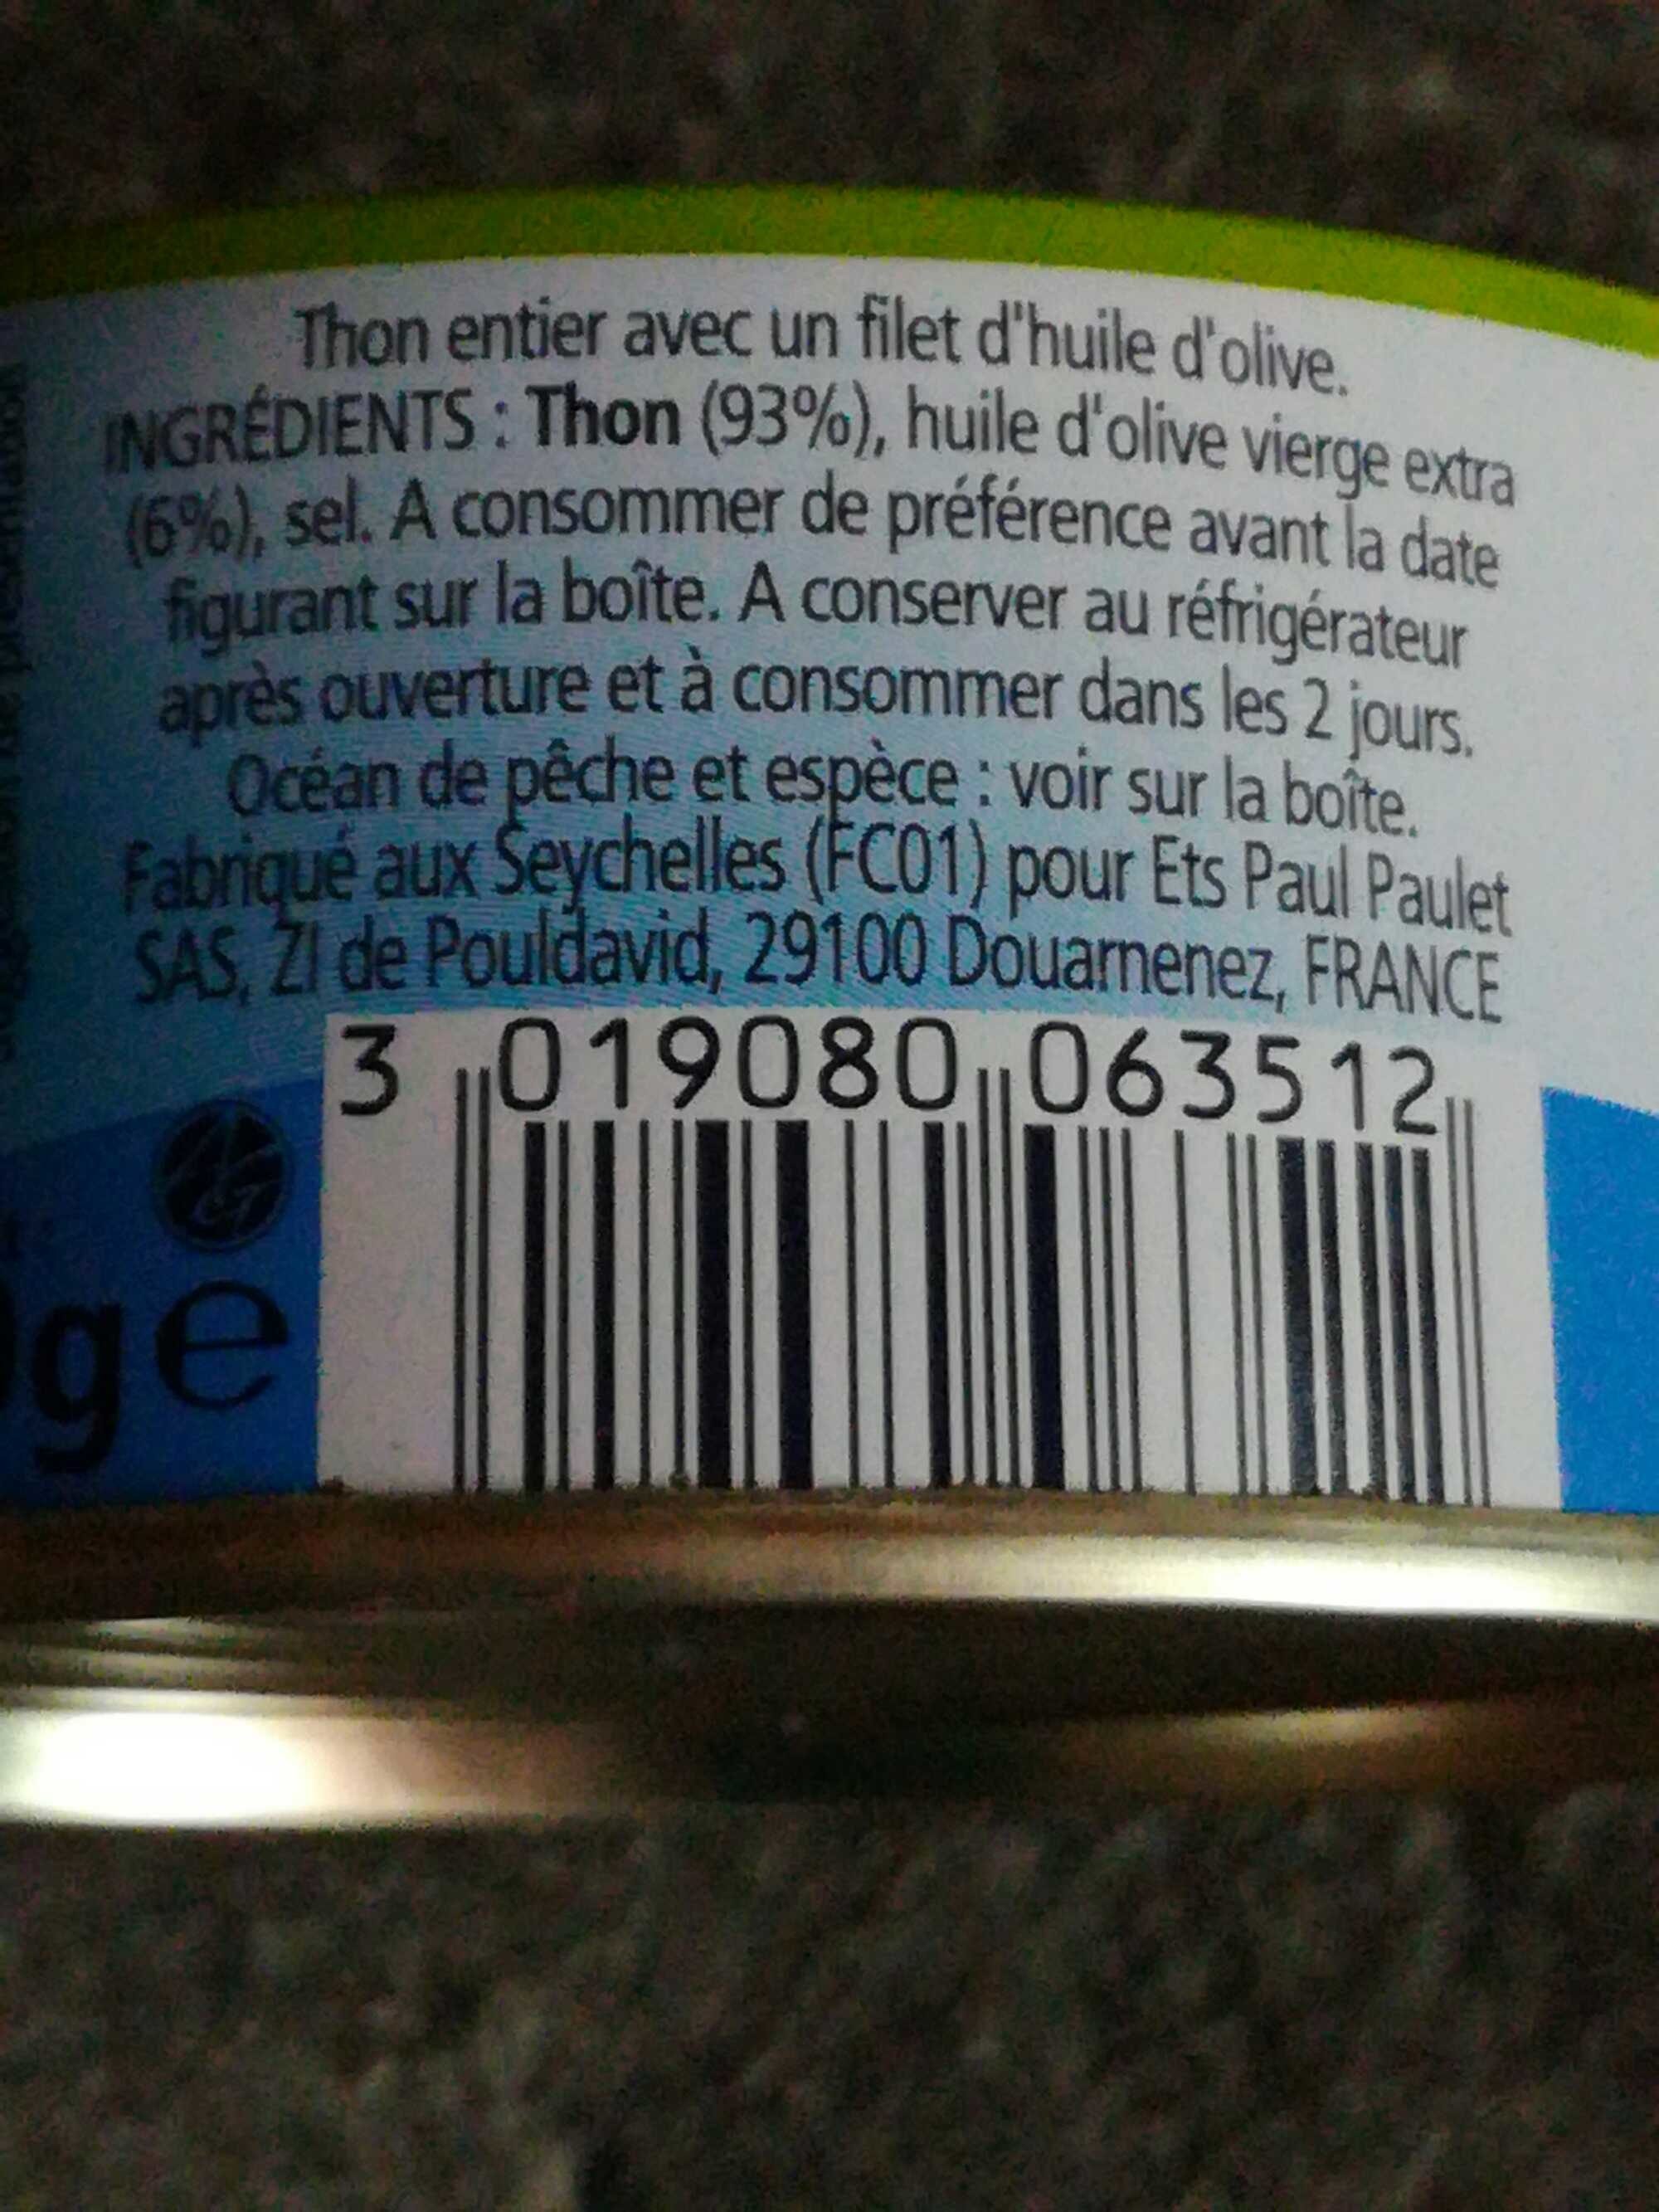 Thon entier avec un filet d'huile d'olive.
INGRÉDIENTS : Thon (93%), huile d'olive vierge extra
(6%), sel. A consommer de préférence avant la date
figurant sur la boîte. A conserver au réfrigérateur
après ouverture et à consommer dans les 2 jours.
Océan de pêche et espèce : voir sur la boîte.
Fabriqué aux Seychelles (FC01) pour Ets Paul Paulet
SAS, ZI de Pouldavid, 29100 Douarnenez, FRANCE
3 019080 063512
g e